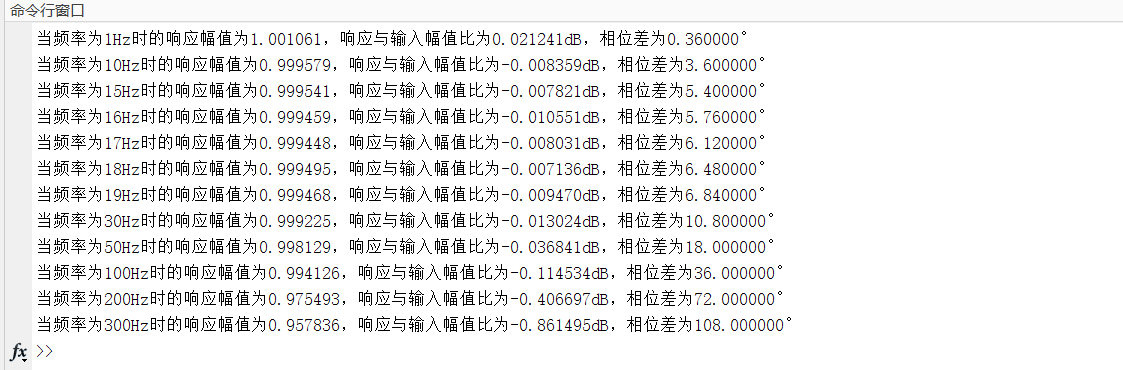 命令行窗口
当频率为1Hz时的响应幅值为1.001061，响应与输入幅值比为0.021241dB，相位差为0.360000°
当频率为10Hz时的响应幅值为0.999579，响应与输入幅值比为-0.008359dB，相位差为3.600000°
当频率为15Hz时的响应幅值为0.999541，响应与输入幅值比为-0.007821dB，相位差为5.400000°
当频率为16Hz时的响应幅值为0.999459，响应与输入幅值比为-0.010551dB，相位差为5.760000°
当频率为17Hz时的响应幅值为0.999448，响应与输入幅值比为-0.008031dB，相位差为6.120000°
当频率为18Hz时的响应幅值为0.999495，响应与输入幅值比为-0.007136dB，相位差为6.480000°
当频率为19Hz时的响应幅值为0.999468，响应与输入幅值比为-0.009470dB，相位差为6.840000°
当频率为30Hz时的响应幅值为0.999225，响应与输入幅值比为-0.013024dB，相位差为10.800000°
当频率为50Hz时的响应幅值为0.998129，响应与输入幅值比为-0.036841dB，相位差为18.000000°
当频率为100Hz时的响应幅值为0.994126，响应与输入幅值比为-0.114534dB，相位差为36.000000°
当频率为200Hz时的响应幅值为0.975493，响应与输入幅值比为-0.406697dB，相位差为72.000000°
当频率为300Hz时的响应幅值为0.957836，响应与输入幅值比为-0.861495dB，相位差为108.000000°
fx >>